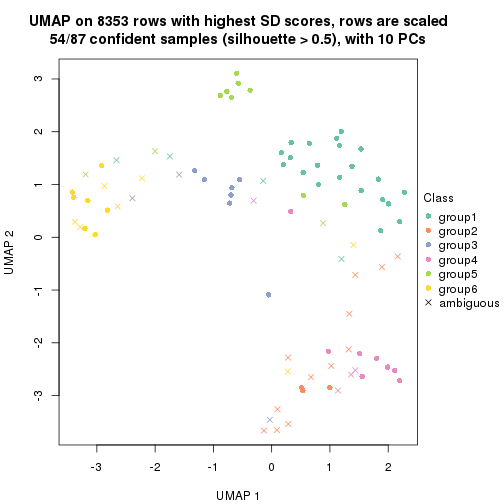 UMAP on 8353 rows with highest SD scores, rows are scaled
54/87 confident samples (silhouette > 0.5), with 10 PCs
3
2
1
0
-1
-2
-3
UMAP 2
-3
-2
-1
0
1
2
UMAP 1
Class
group1
group2
group3
group4
group5
group6
ambiguous